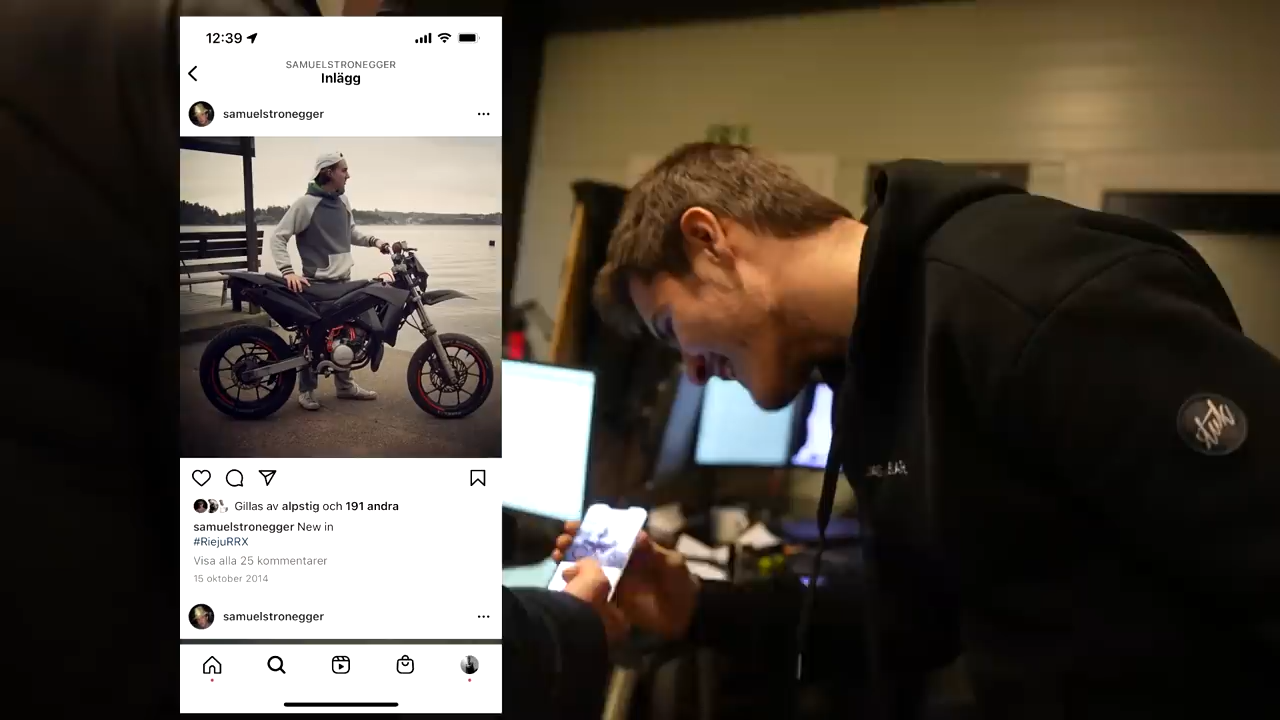 12:39
SAMUELSTRONEGGER
Inlägg
samuelstronegger
Gillas av alpstig och 191 andra
samuelstronegger New in
#RiejuRRX
Visa alla 25 kommentarer
15 oktober 2014
samuelstronegger